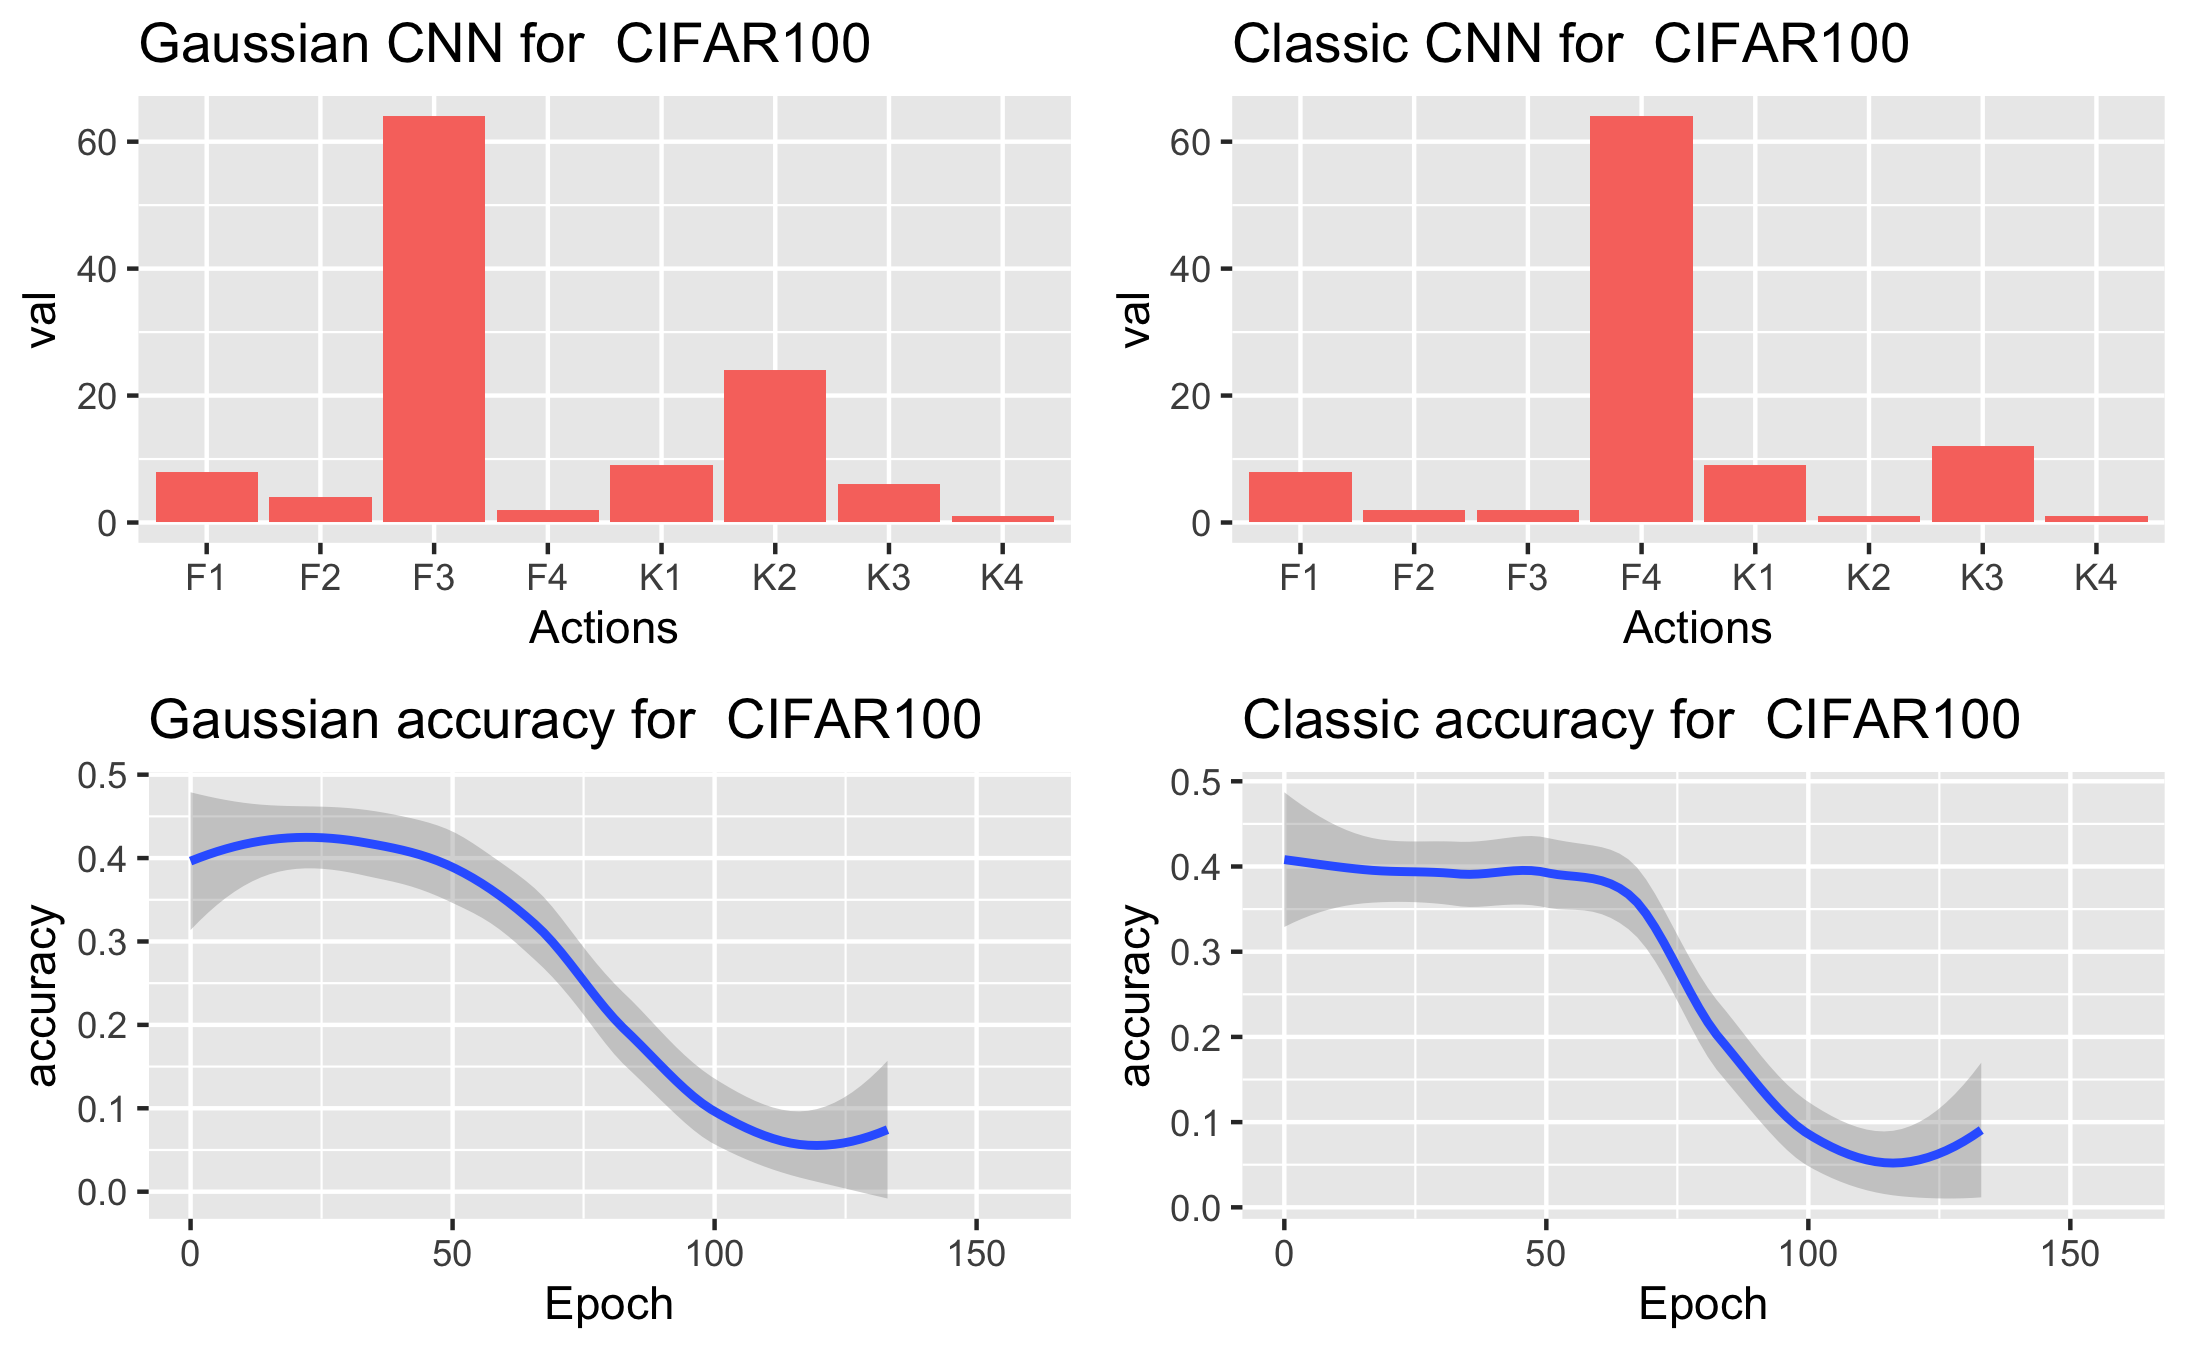 Gaussian CNN for  CIFAR100
60
40
20
0
val
F1 F2 F3 F4 K1 K2 K3 K4
Actions
Classic CNN for  CIFAR100
60
40
20
0
val
F1 F2 F3 F4 K1 K2 K3 K4
Actions
Gaussian accuracy for  CIFAR100
0.5
0.4
0.3
0.2
0.1
0.0
accuracy
0 50 100 150
Epoch
Classic accuracy for  CIFAR100
0.5
0.4
0.3
0.2
0.1
0.0
accuracy
0 50 100 150
Epoch